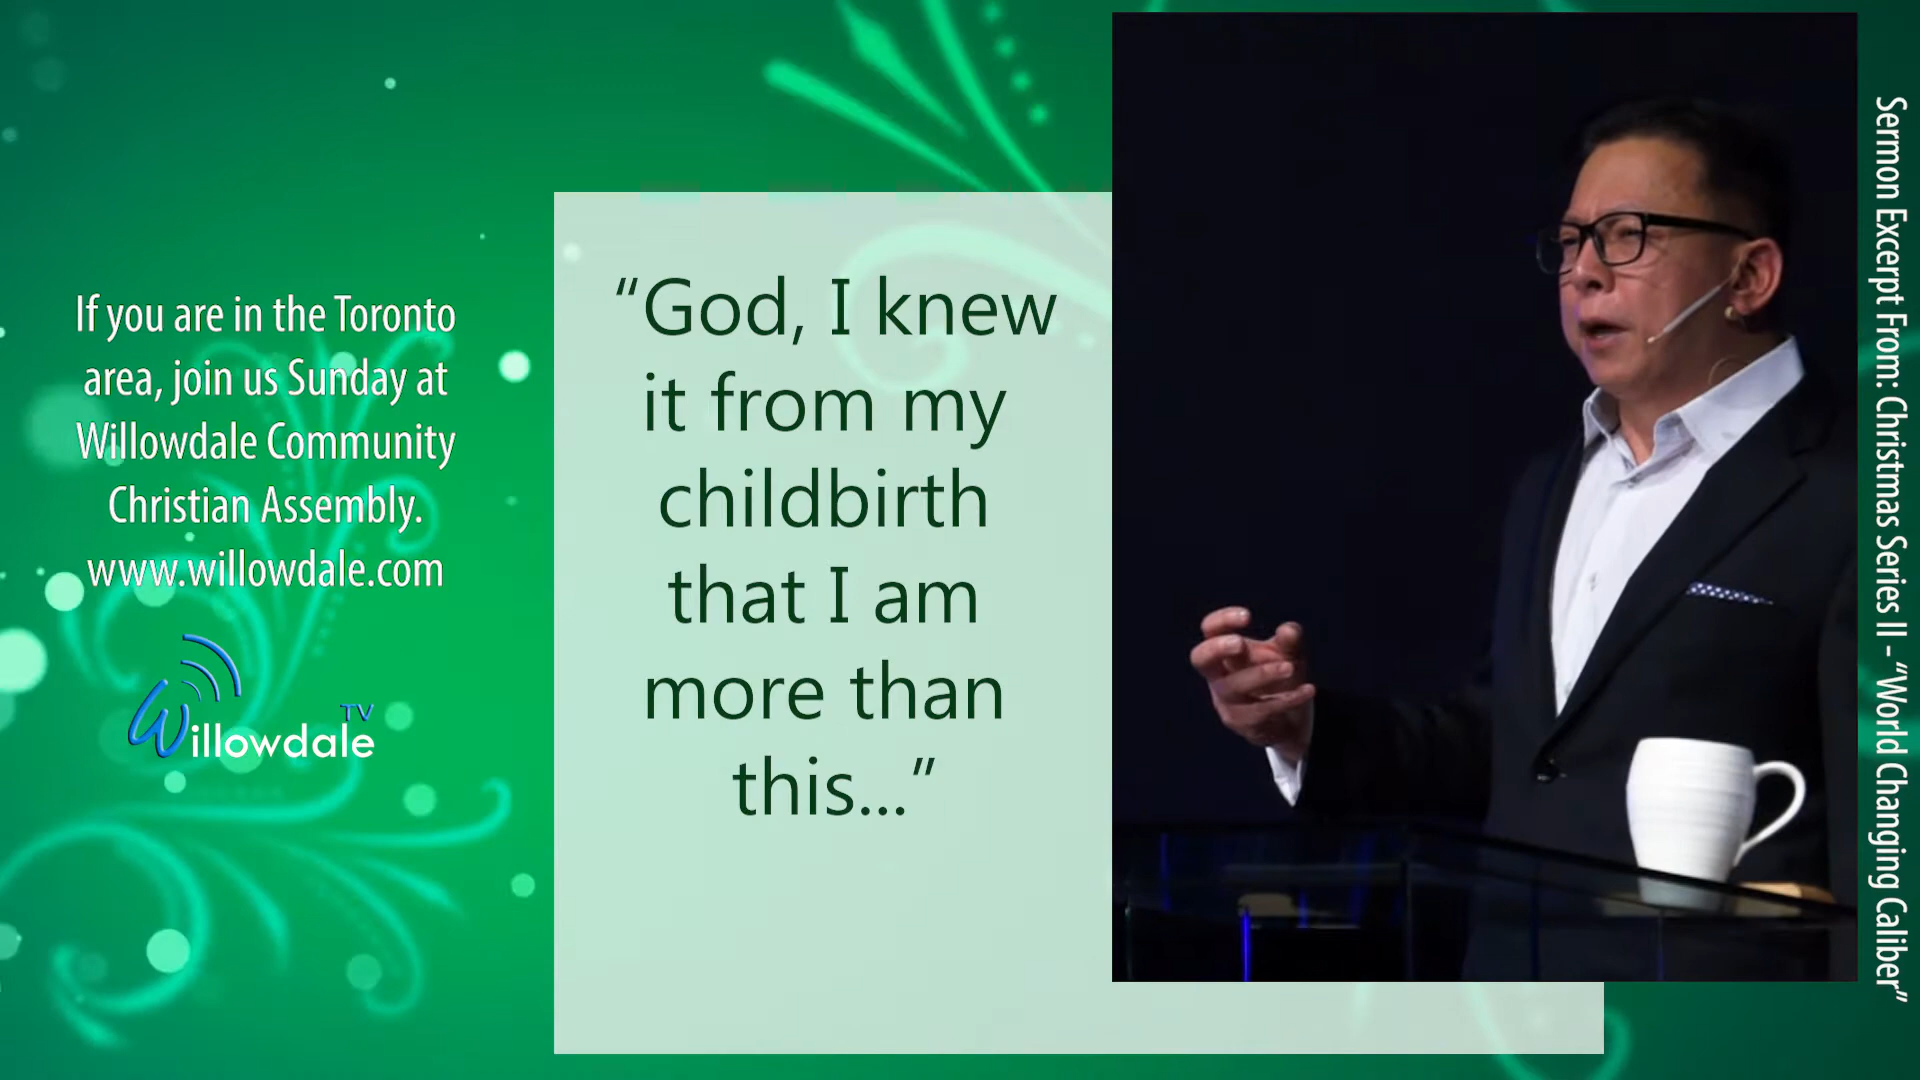 If you are in the Toronto
area, join us Sunday at
Willowdale Community
Christian Assembly.
www.willowdale.com
Willowdale TV
“God, I knew
it from my
childbirth
that I am
more than
this...”
Sermon Excerpt From: Christmas Series II - “World Changing Caliber”